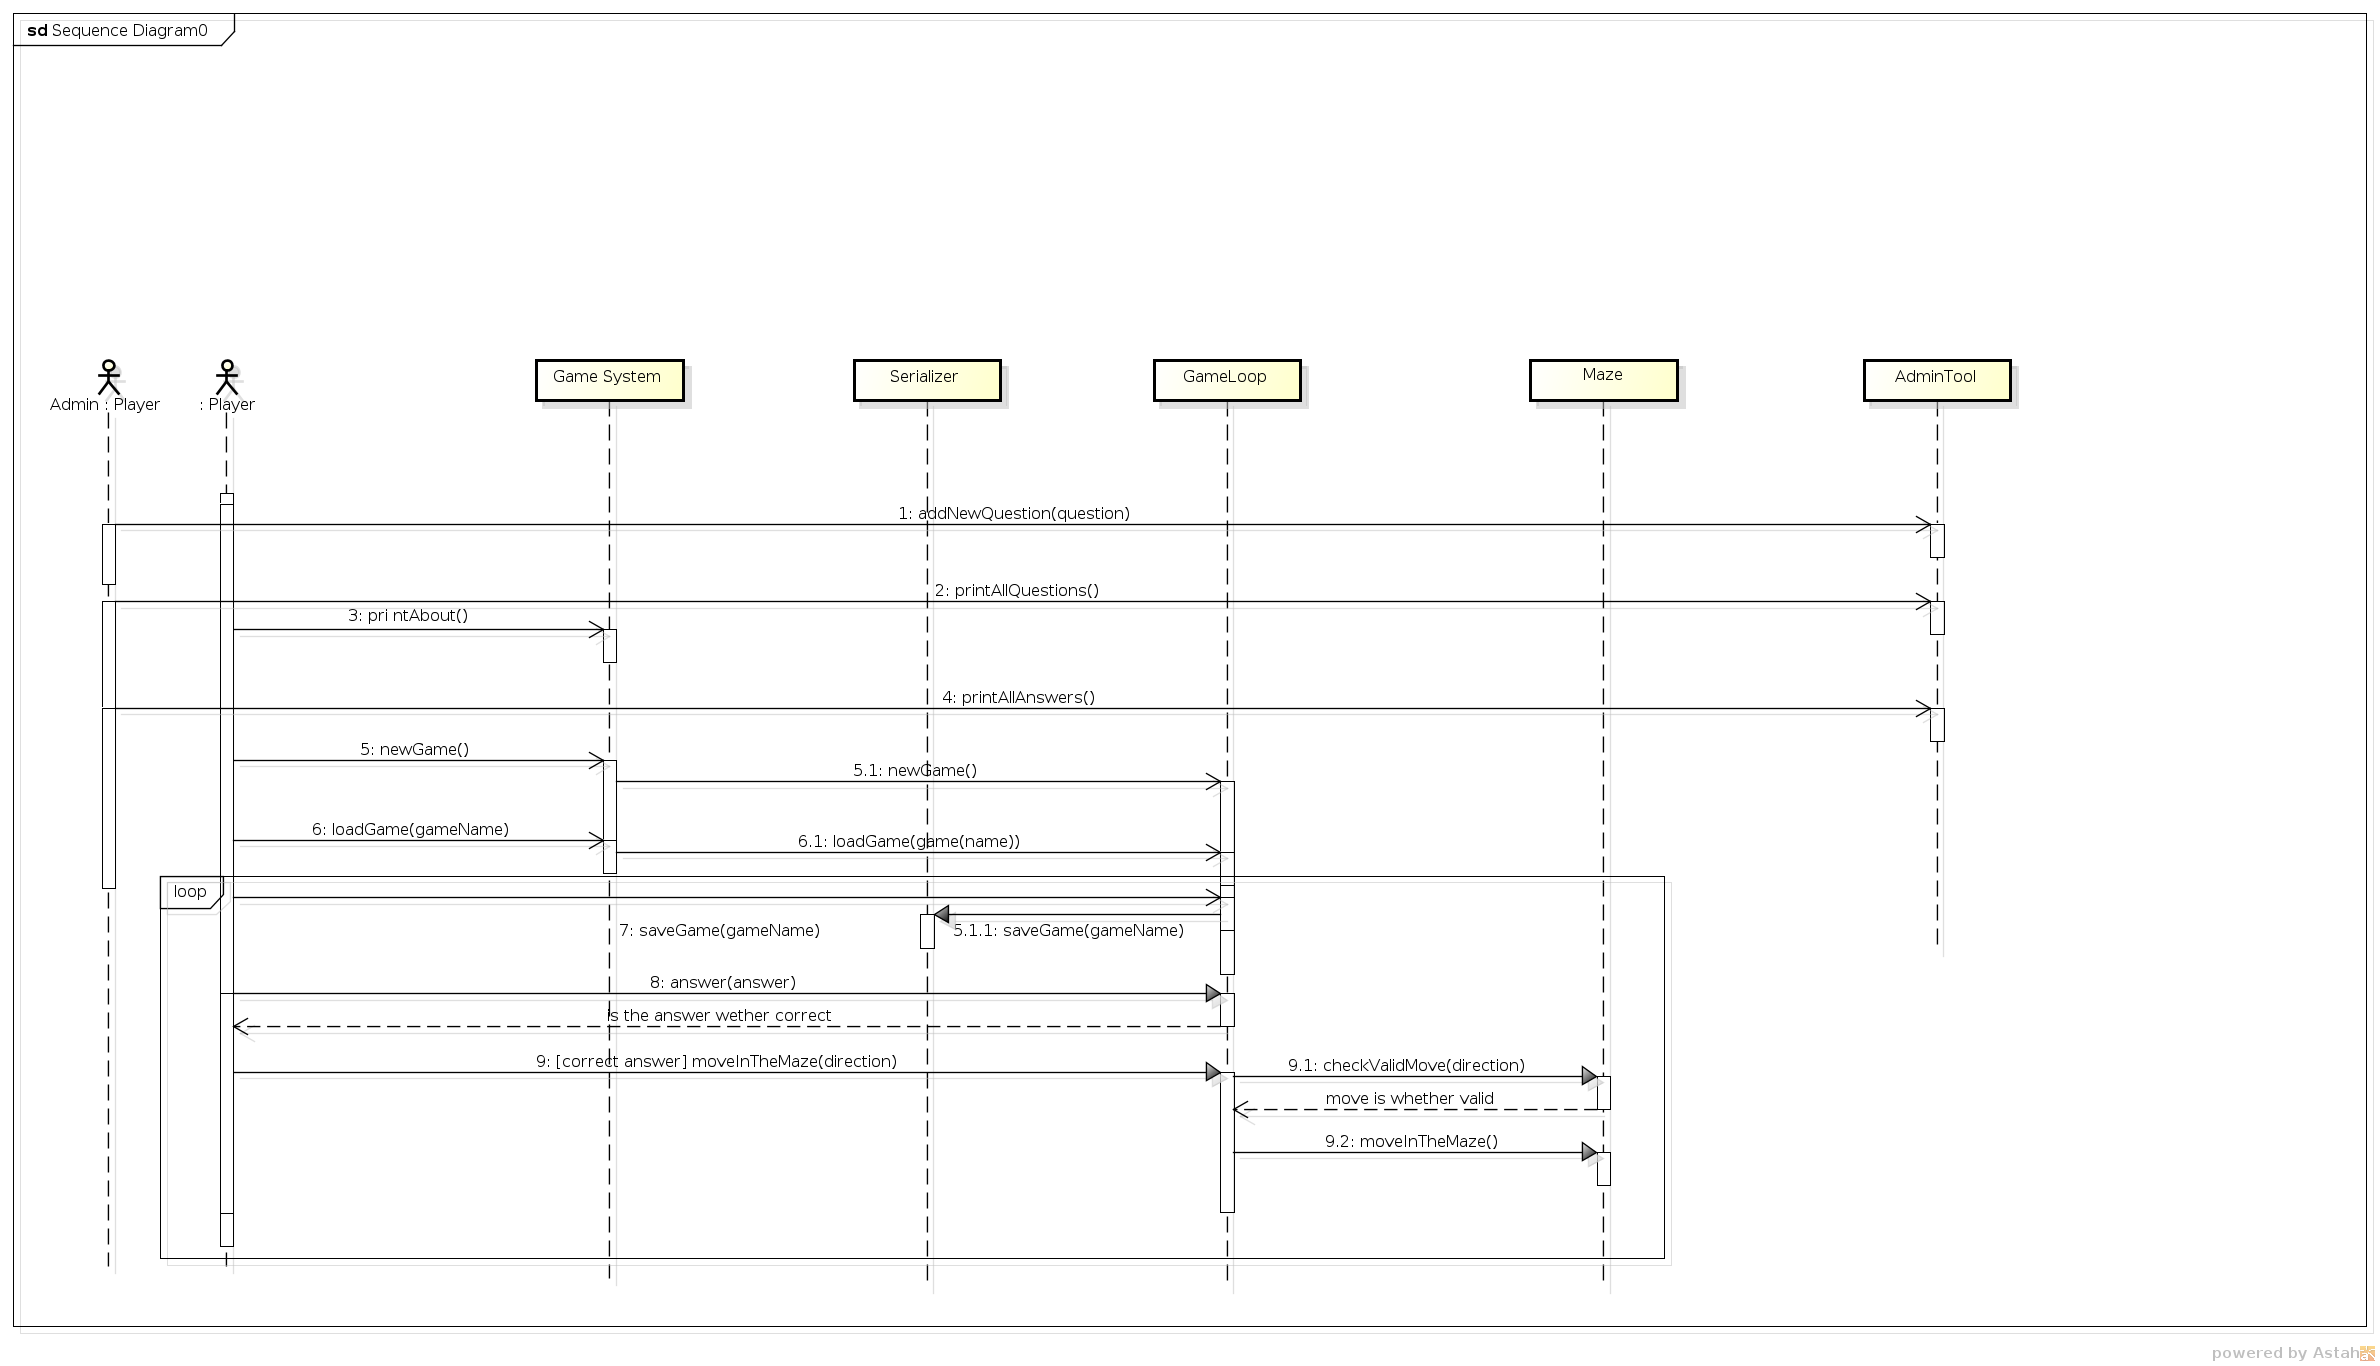 sd Sequence Diagram0
Admin : Player
: Player
Game System
Serializer
GameLoop
Maze
AdminTool
1: addNewQuestion(question)
2: printAllQuestions()
3: pri ntAbout()
4: printAllAnswers()
5: newGame()
5.1: newGame()
6: loadGame(gameName)
6.1: loadGame(game(name))
loop
7: saveGame(gameName)
5.1.1: saveGame(gameName)
8: answer(answer)
is the answer wether correct
9: [correct answer] moveInTheMaze(direction)
9.1: checkValidMove(direction)
move is whether valid
9.2: moveInTheMaze()
powered by Astah